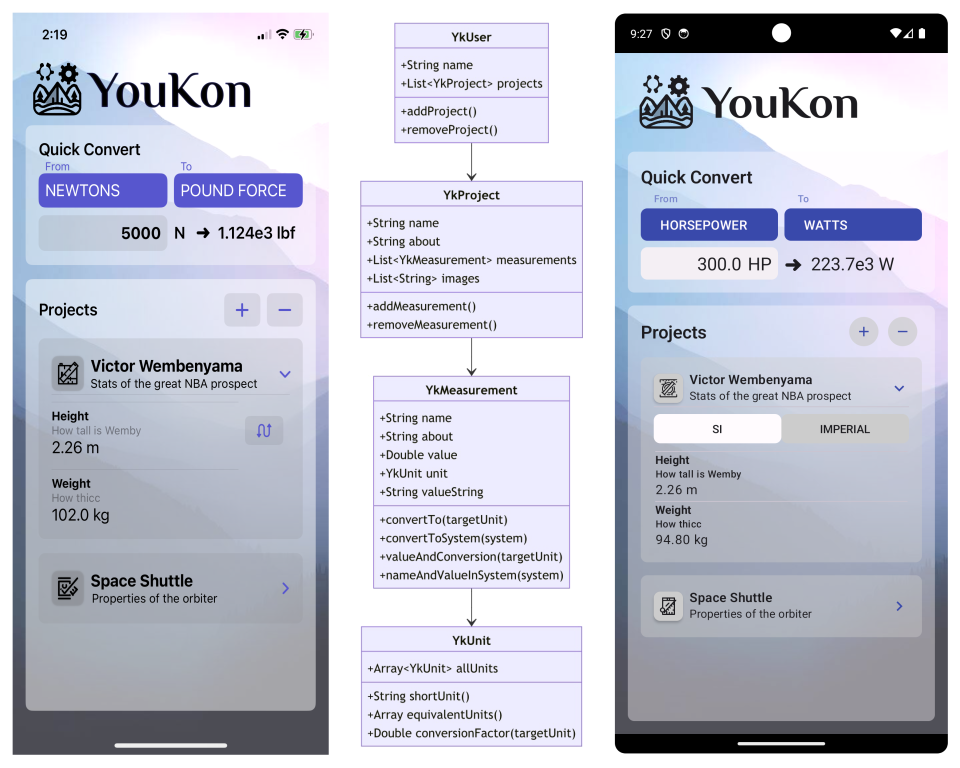 2:19
YouKon
Quick Convert
From To
NEWTONS POUND FORCE
5000 N → 1.124e3 lbf
Projects + −
Victor Wembenyama
Stats of the great NBA prospect
Height
How tall is Wemby
2.26 m
Weight
How thicc
102.0 kg
Space Shuttle
Properties of the orbiter
YkUser
+String name
+List<YkProject> projects
+addProject()
+removeProject()
YkProject
+String name
+String about
+List<YkMeasurement> measurements
+List<String> images
+addMeasurement()
+removeMeasurement()
YkMeasurement
+String name
+String about
+Double value
+YkUnit unit
+String valueString
+convertTo(targetUnit)
+convertToSystem(system)
+valueAndConversion(targetUnit)
+nameAndValueInSystem(system)
YkUnit
+Array<YkUnit> allUnits
+String shortUnit()
+Array equivalentUnits()
+Double conversionFactor(targetUnit)
9:27
YouKon
Quick Convert
From To
HORSEPOWER WATTS
300.0 HP → 223.7e3 W
Projects + −
Victor Wembenyama
Stats of the great NBA prospect
SI IMPERIAL
Height
How tall is Wemby
2.26 m
Weight
How thicc
94.80 kg
Space Shuttle
Properties of the orbiter